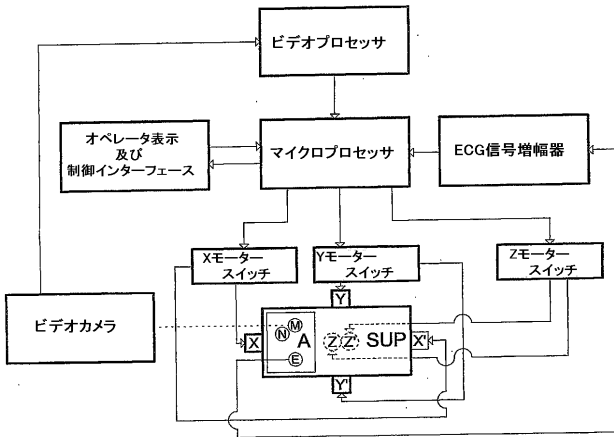 ビデオプロセッサ
オペレータ表示
及び
制御インターフェース
マイクロプロセッサ
ECG信号増幅器
Xモーター
スイッチ
Yモーター
スイッチ
Zモーター
スイッチ
ビデオカメラ
Y
X
N
M
A
E
Z
Z'
SUP
X'
Y'